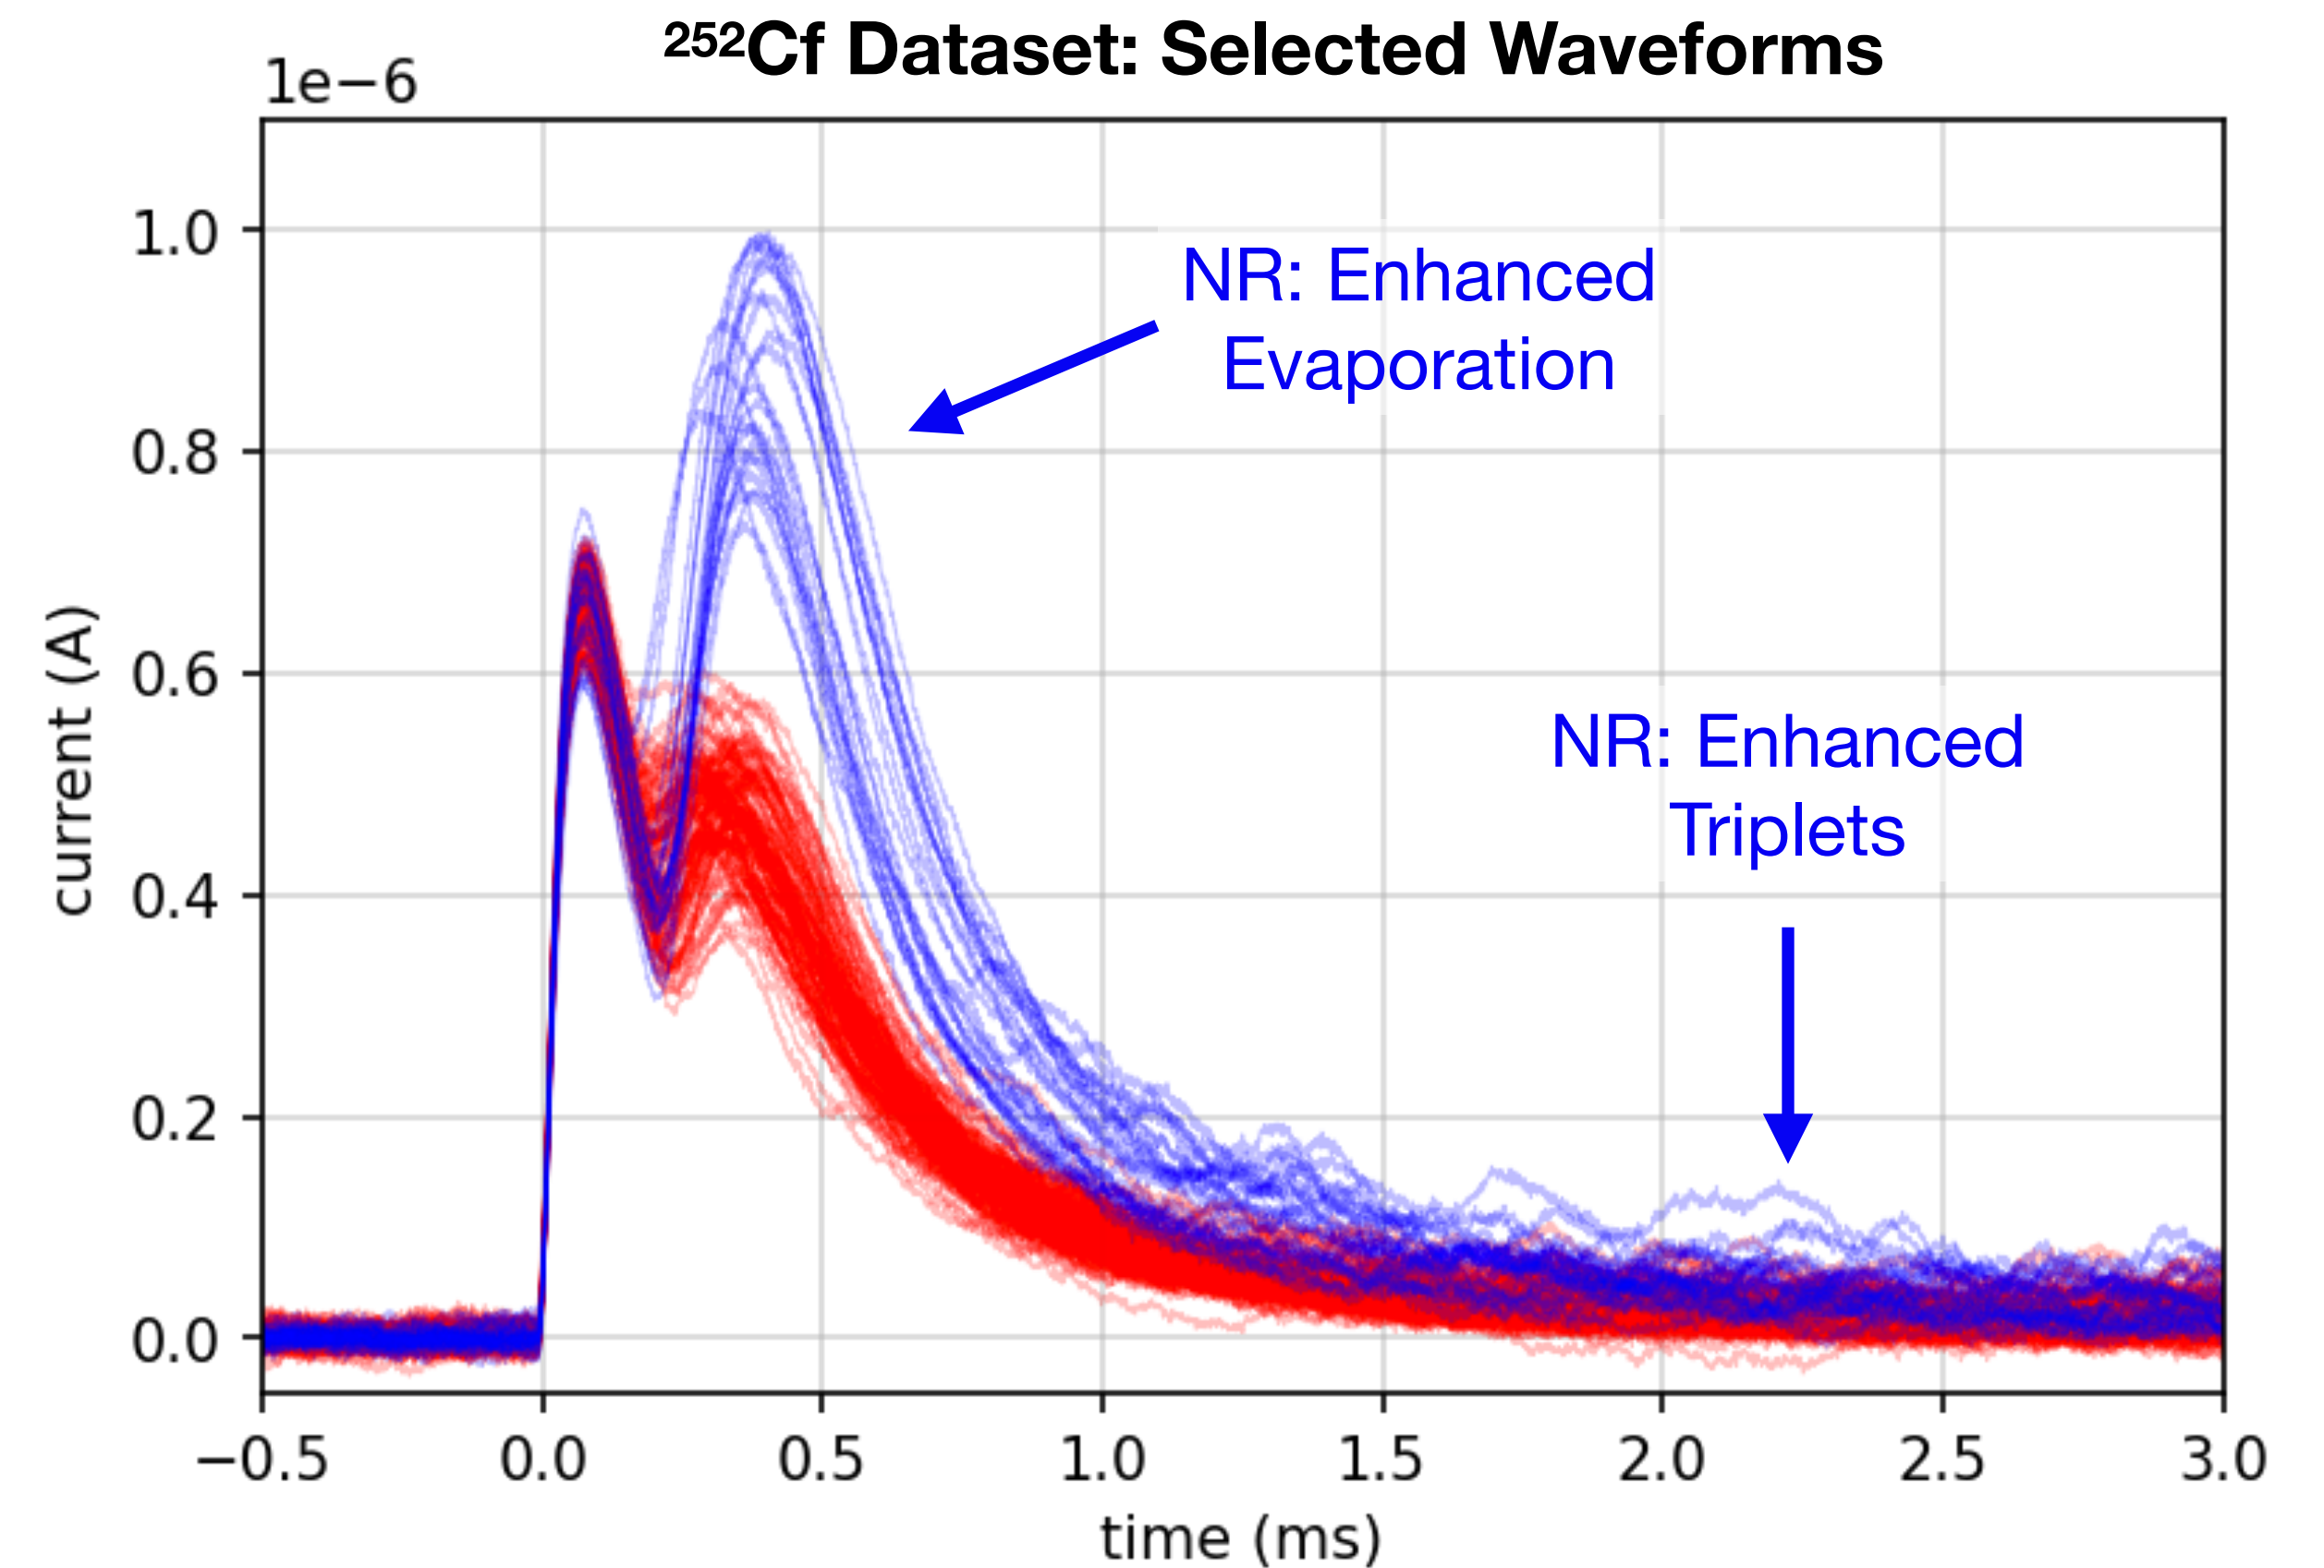 ²⁵²Cf Dataset: Selected Waveforms
1e−6
1.0
0.8
0.6
0.4
0.2
0.0
current (A)
NR: Enhanced
Evaporation
NR: Enhanced
Triplets
−0.5 0.0 0.5 1.0 1.5 2.0 2.5 3.0
time (ms)